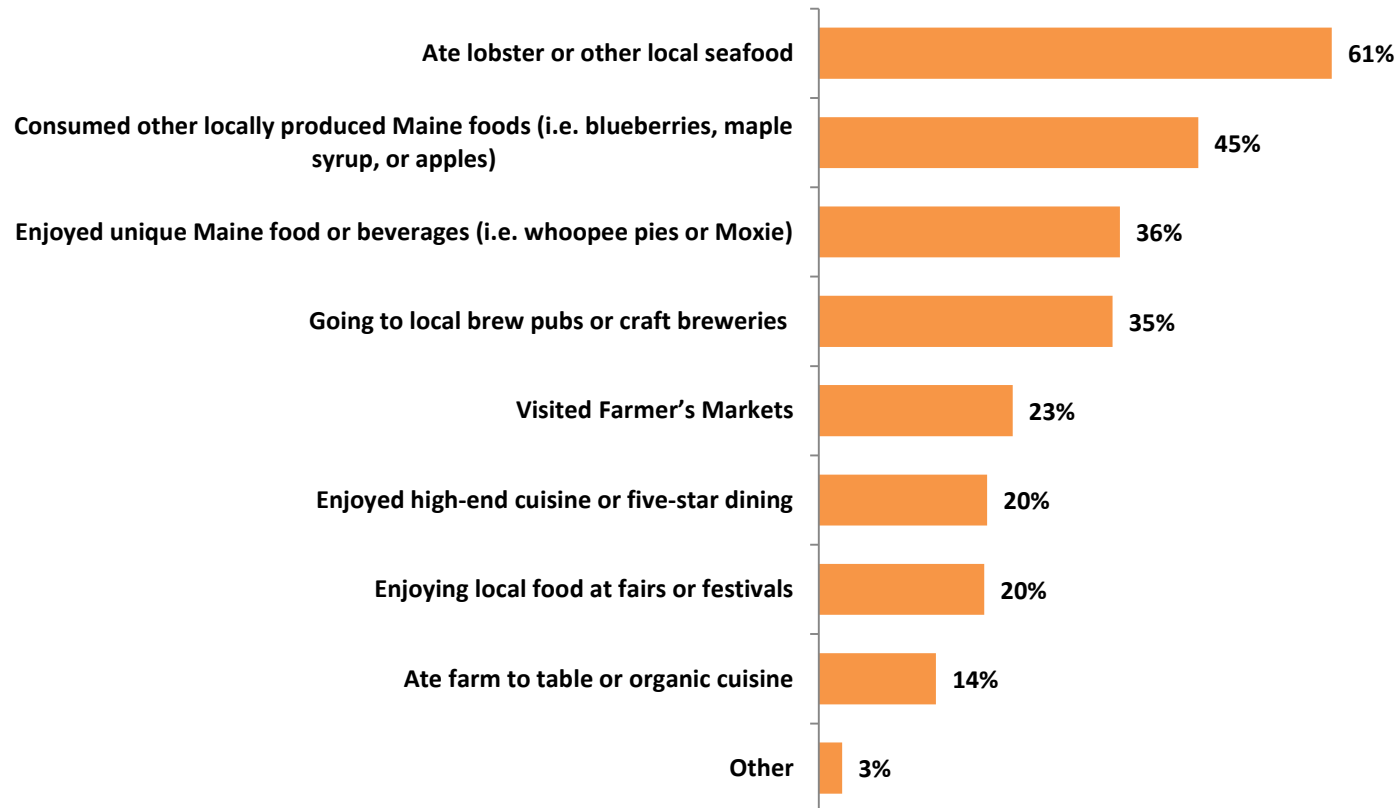 Ate lobster or other local seafood 61%
Consumed other locally produced Maine foods (i.e. blueberries, maple
syrup, or apples) 45%
Enjoyed unique Maine food or beverages (i.e. whoopee pies or Moxie) 36%
Going to local brew pubs or craft breweries 35%
Visited Farmer’s Markets 23%
Enjoyed high-end cuisine or five-star dining 20%
Enjoying local food at fairs or festivals 20%
Ate farm to table or organic cuisine 14%
Other 3%